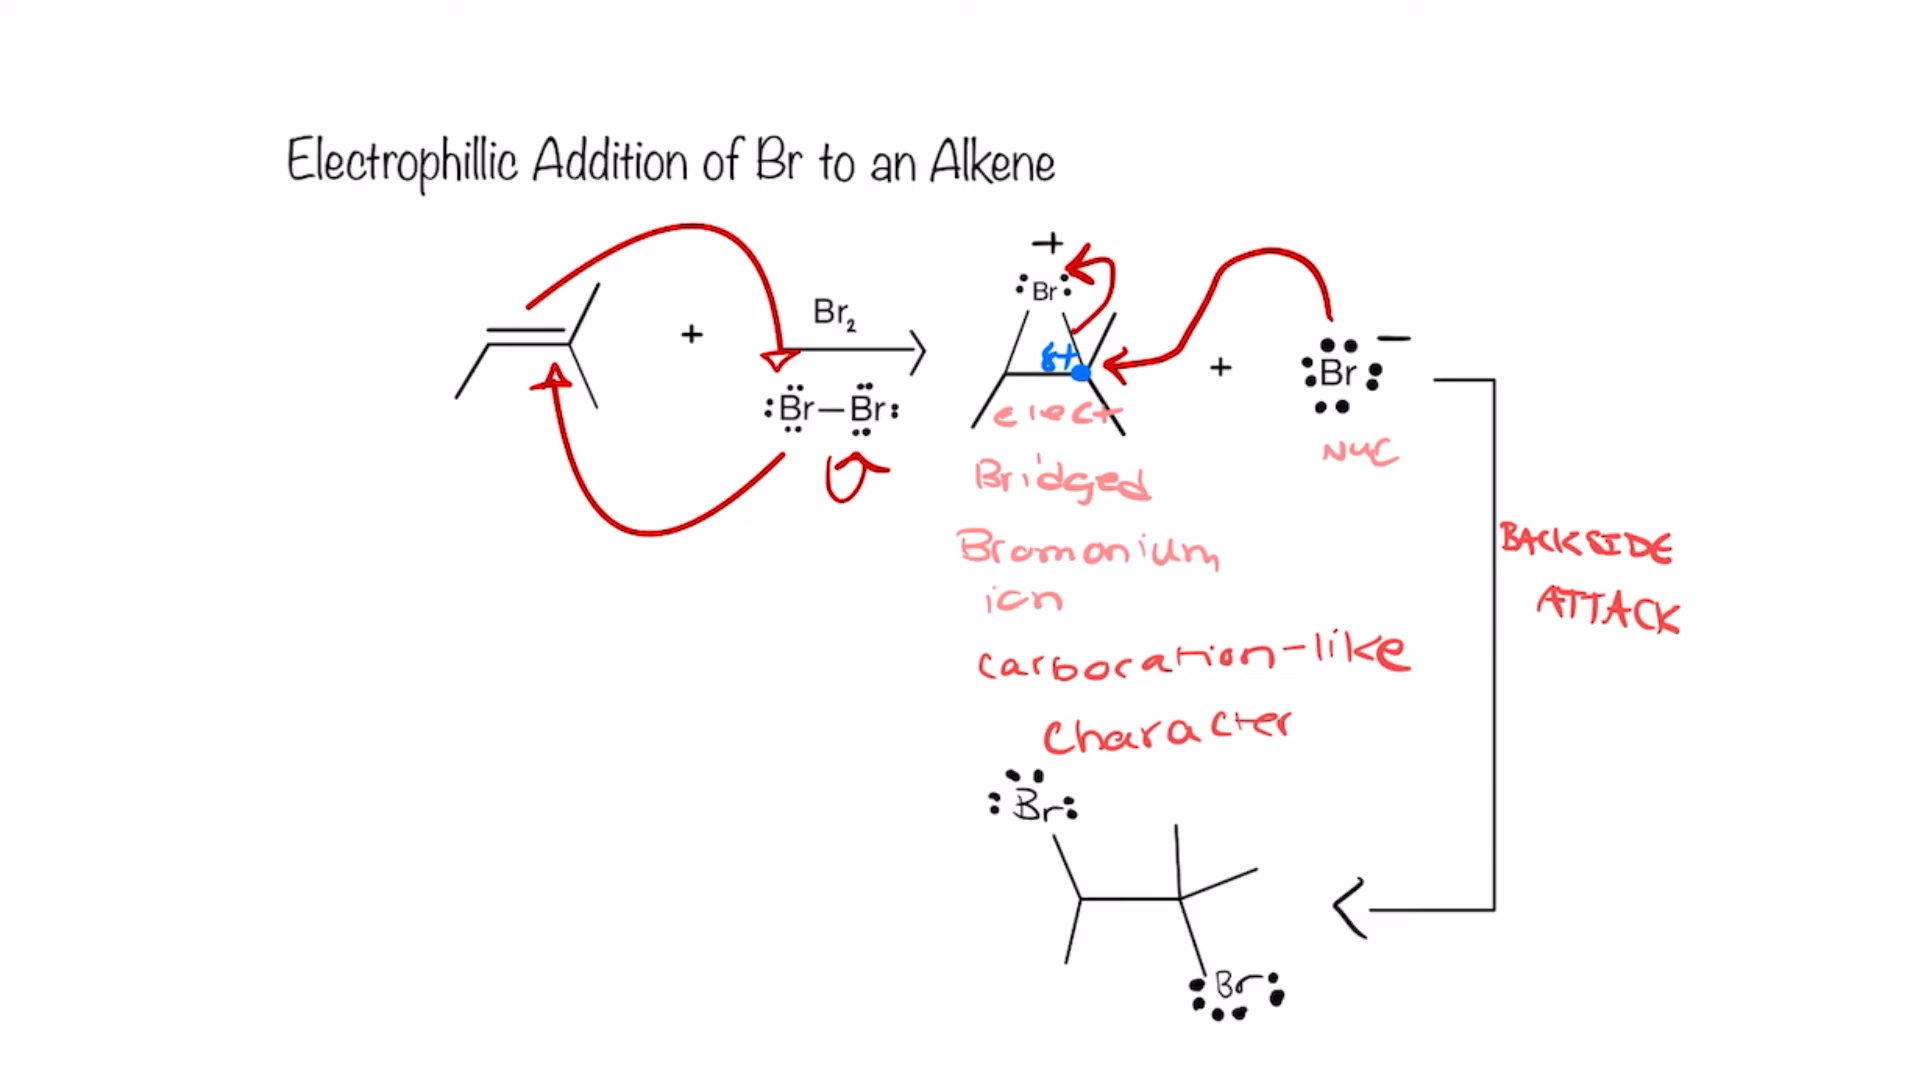 Electrophillic Addition of Br to an Alkene
+
Br₂
:Br—Br:
+
:Br:
δ+
+
:Br: −
elect
Nuc
Bridged
Bromonium
ion
BACKSIDE
ATTACK
carbocation-like
character
:Br:
:Br: